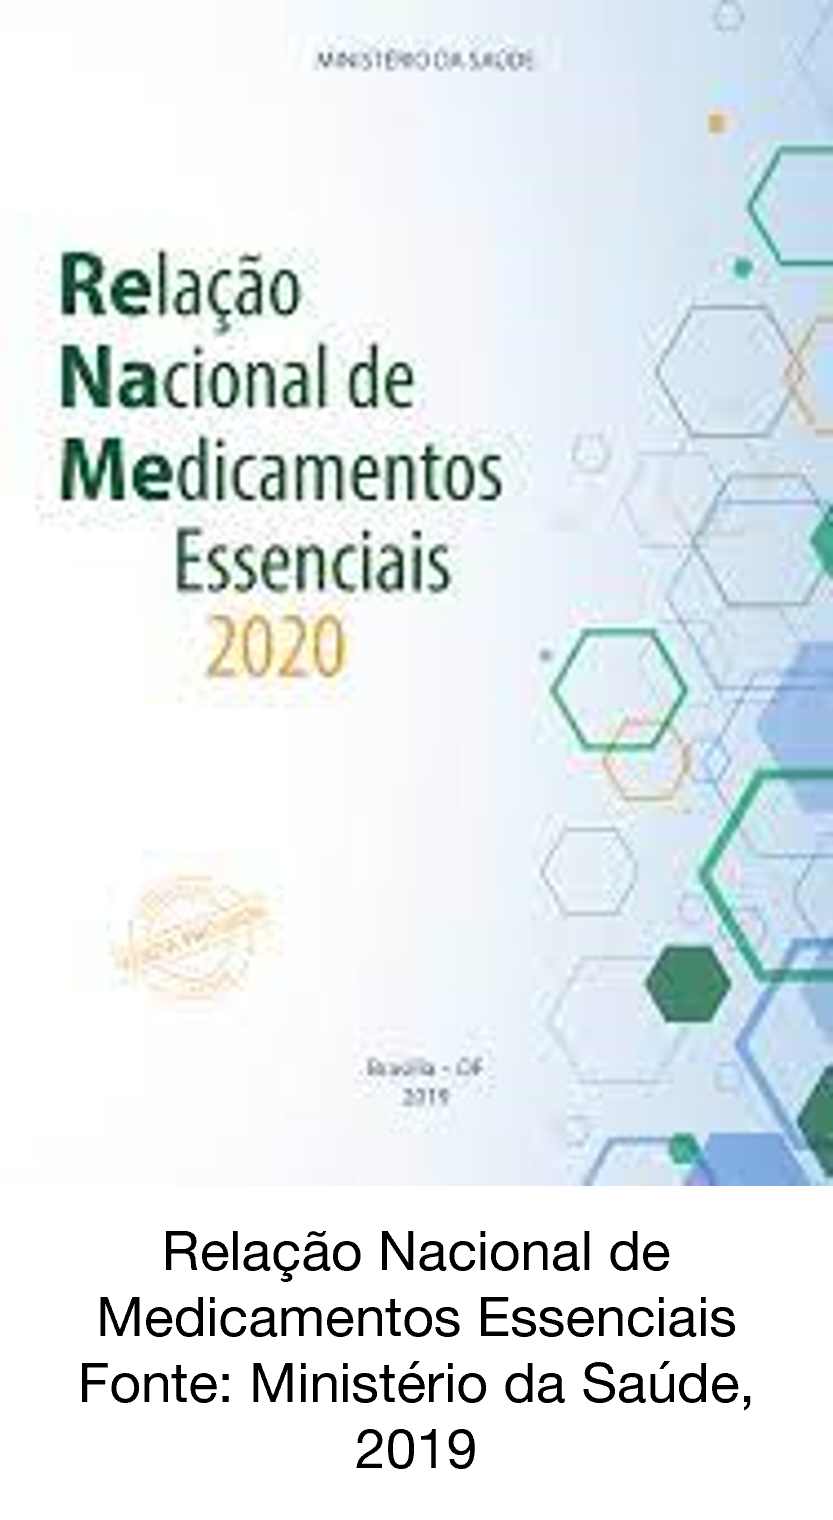 MINISTÉRIO DA SAÚDE
Relação
Nacional de
Medicamentos
Essenciais
2020
Brasília – DF
2019
Relação Nacional de
Medicamentos Essenciais
Fonte: Ministério da Saúde,
2019